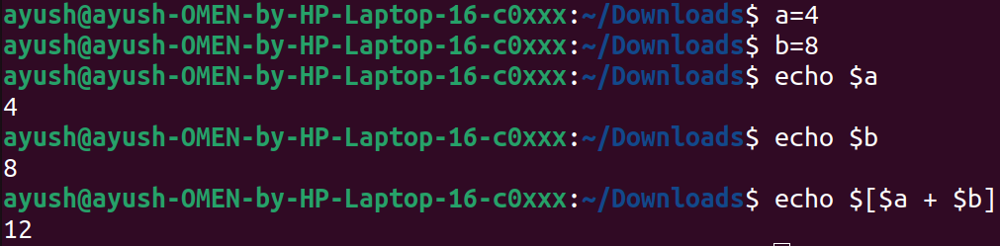 ayush@ayush-OMEN-by-HP-Laptop-16-c0xxx:~/Downloads$ a=4
ayush@ayush-OMEN-by-HP-Laptop-16-c0xxx:~/Downloads$ b=8
ayush@ayush-OMEN-by-HP-Laptop-16-c0xxx:~/Downloads$ echo $a
4
ayush@ayush-OMEN-by-HP-Laptop-16-c0xxx:~/Downloads$ echo $b
8
ayush@ayush-OMEN-by-HP-Laptop-16-c0xxx:~/Downloads$ echo $[$a + $b]
12